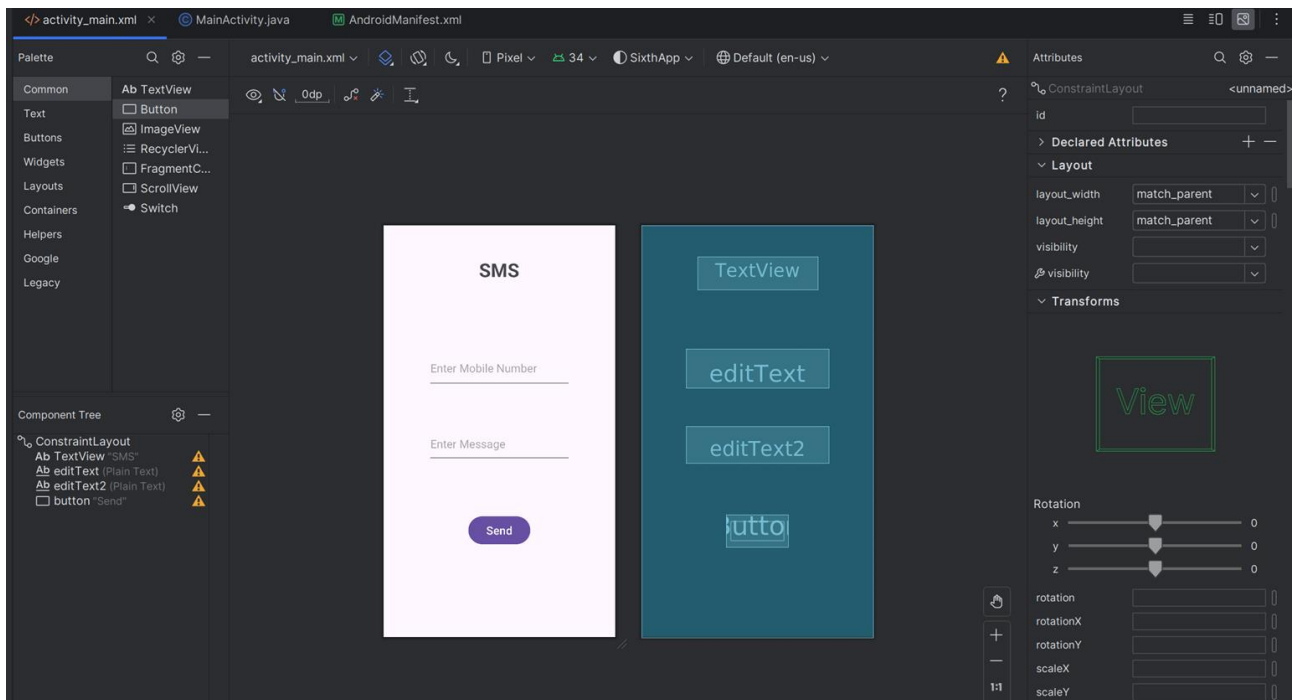 </> activity_main.xml × © MainActivity.java M AndroidManifest.xml
Palette
Common
Text
Buttons
Widgets
Layouts
Containers
Helpers
Google
Legacy
Ab TextView
Button
ImageView
RecyclerVi...
FragmentC...
ScrollView
Switch
Component Tree
ConstraintLayout
Ab TextView "SMS"
Ab editText (Plain Text)
Ab editText2 (Plain Text)
button "Send"
activity_main.xml Pixel 34 SixthApp Default (en-us)
0dp ?
SMS
Enter Mobile Number
Enter Message
Send
TextView
editText
editText2
Button
1:1
Attributes
ConstraintLayout <unnamed>
id
Declared Attributes
Layout
layout_width match_parent
layout_height match_parent
visibility
visibility
Transforms
View
Rotation
x 0
y 0
z 0
rotation
rotationX
rotationY
scaleX
scaleY